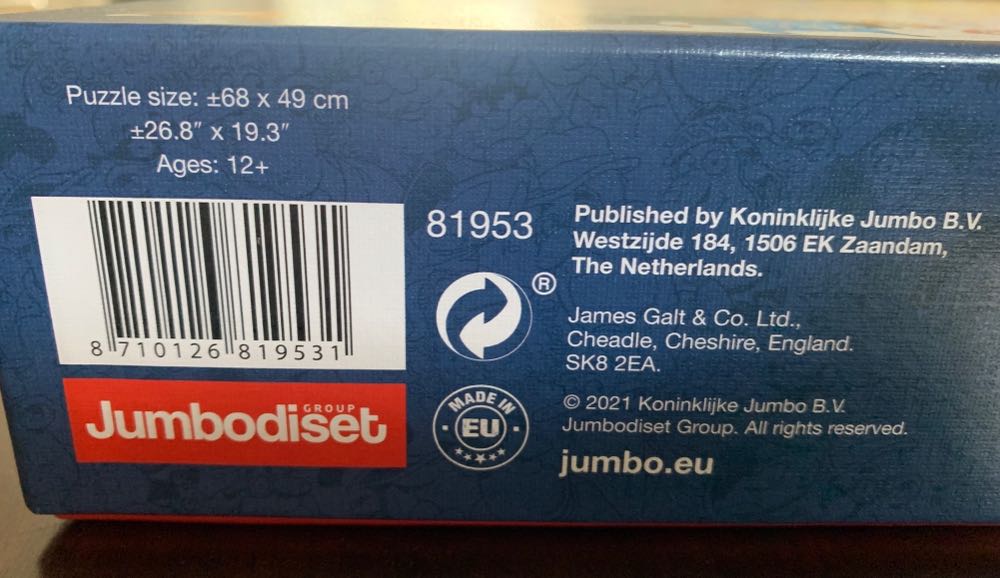 Puzzle size: ±68 x 49 cm
±26.8" x 19.3"
Ages: 12+
8 710126 819531
Jumbodiset
GROUP
81953
®
MADE IN
EU
Published by Koninklijke Jumbo B.V.
Westzijde 184, 1506 EK Zaandam,
The Netherlands.
James Galt & Co. Ltd.,
Cheadle, Cheshire, England.
SK8 2EA.
© 2021 Koninklijke Jumbo B.V.
Jumbodiset Group. All rights reserved.
jumbo.eu